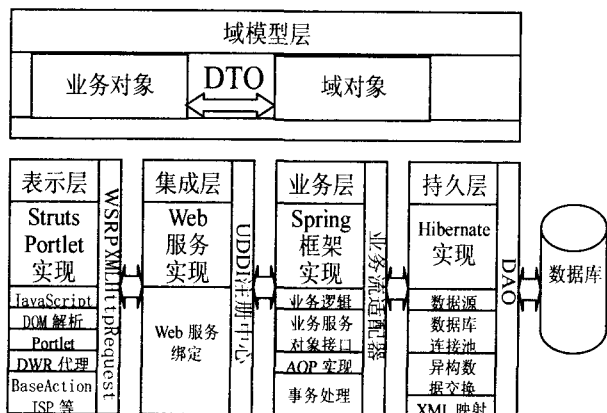 域模型层
业务对象
DTO
域对象
表示层
Struts
Portlet
实现
JavaScript
DOM 解析
Portlet
DWR 代理
BaseAction
JSP 等
WSRPXMLHttpRequest
集成层
Web
服务
实现
Web 服务
绑定
UDDI注册中心
业务层
Spring
框架
实现
业务逻辑
业务服务
对象接口
AOP 实现
事务处理
业务流适配器
持久层
Hibernate
实现
数据源
数据库
连接池
异构数
据交换
XML 映射
DAO
数据库